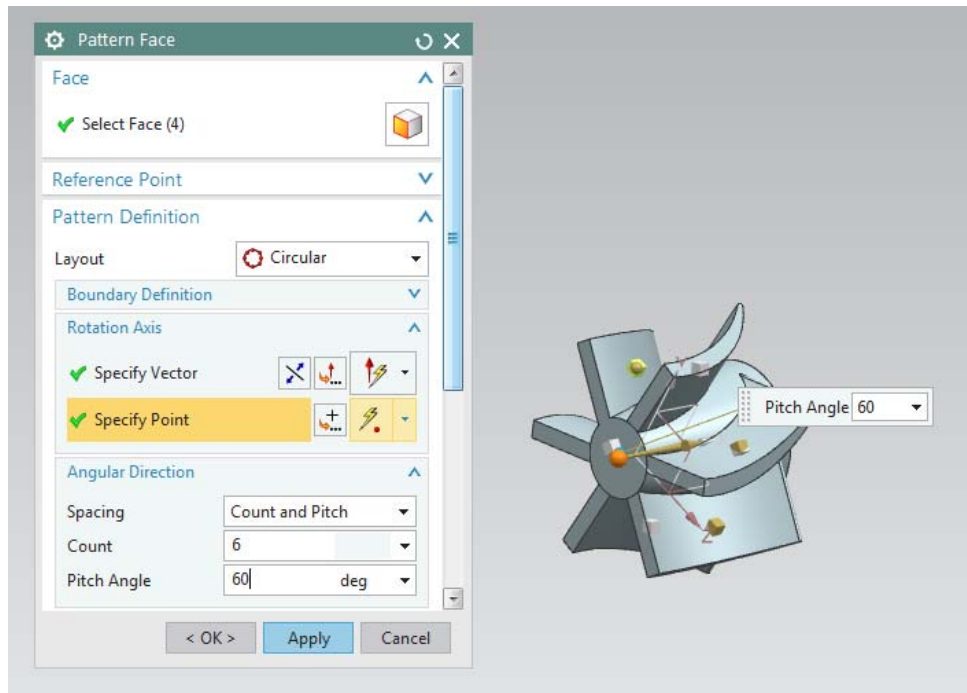 Pattern Face
Face
Select Face (4)
Reference Point
Pattern Definition
Layout Circular
Boundary Definition
Rotation Axis
Specify Vector
Specify Point
Angular Direction
Spacing Count and Pitch
Count 6
Pitch Angle 60 deg
< OK > Apply Cancel
Pitch Angle 60
Z